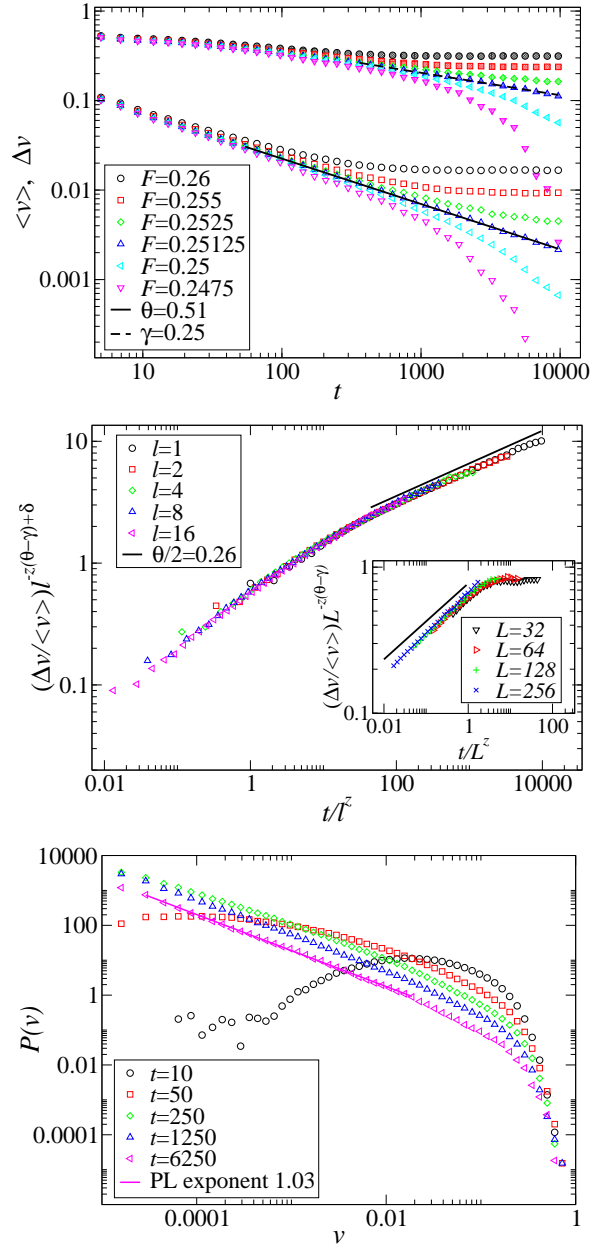 1
0.1
0.01
0.001
<v>, Δv
F=0.26
F=0.255
F=0.2525
F=0.25125
F=0.25
F=0.2475
θ=0.51
γ=0.25
10
100
1000
10000
t
10
1
0.1
(Δv/<v>)l^{-z(θ−γ)+δ}
l=1
l=2
l=4
l=8
l=16
θ/2=0.26
(Δv/<v>)L^{-z(θ−γ)}
0.8
0.1
L=32
L=64
L=128
L=256
0.01
1
100
t/L^z
0.01
1
100
10000
t/l^z
10000
100
1
0.01
0.0001
P(v)
t=10
t=50
t=250
t=1250
t=6250
PL exponent 1.03
0.0001
0.01
1
v